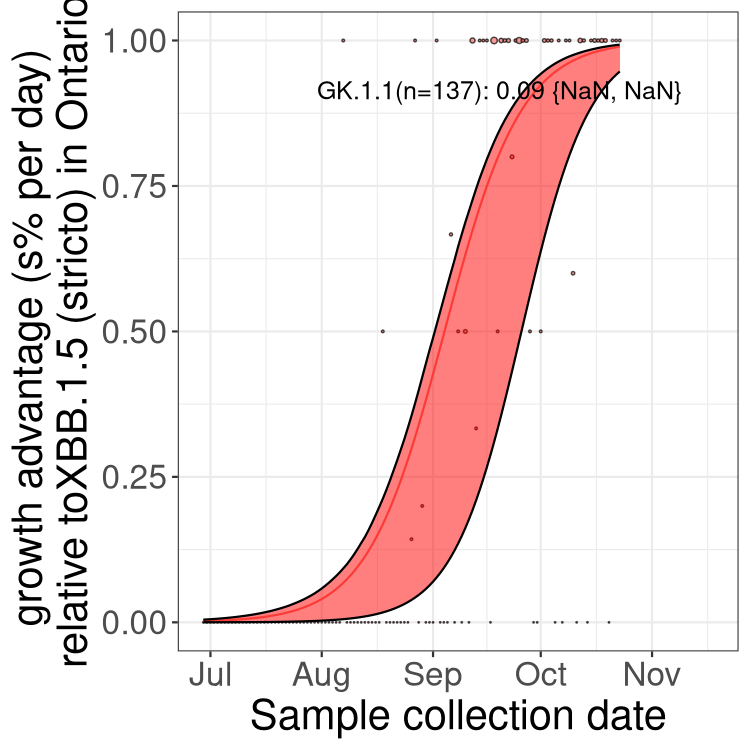 growth advantage (s% per day)
relative toXBB.1.5 (stricto) in Ontario
1.00
0.75
0.50
0.25
0.00
GK.1.1(n=137): 0.09 {NaN, NaN}
Jul Aug Sep Oct Nov
Sample collection date